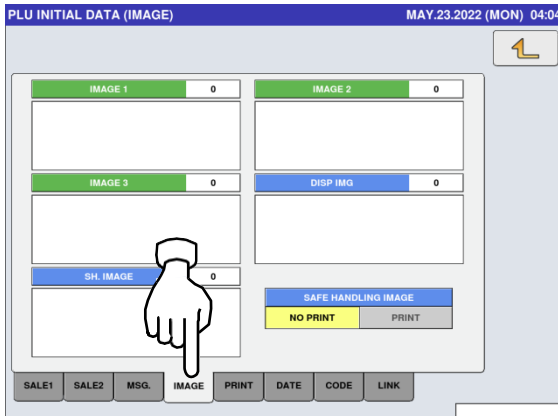 PLU INITIAL DATA (IMAGE) MAY.23.2022 (MON) 04:04
IMAGE 1 0 IMAGE 2 0
IMAGE 3 0 DISP IMG 0
SH. IMAGE 0
SAFE HANDLING IMAGE
NO PRINT PRINT
SALE1 SALE2 MSG. IMAGE PRINT DATE CODE LINK